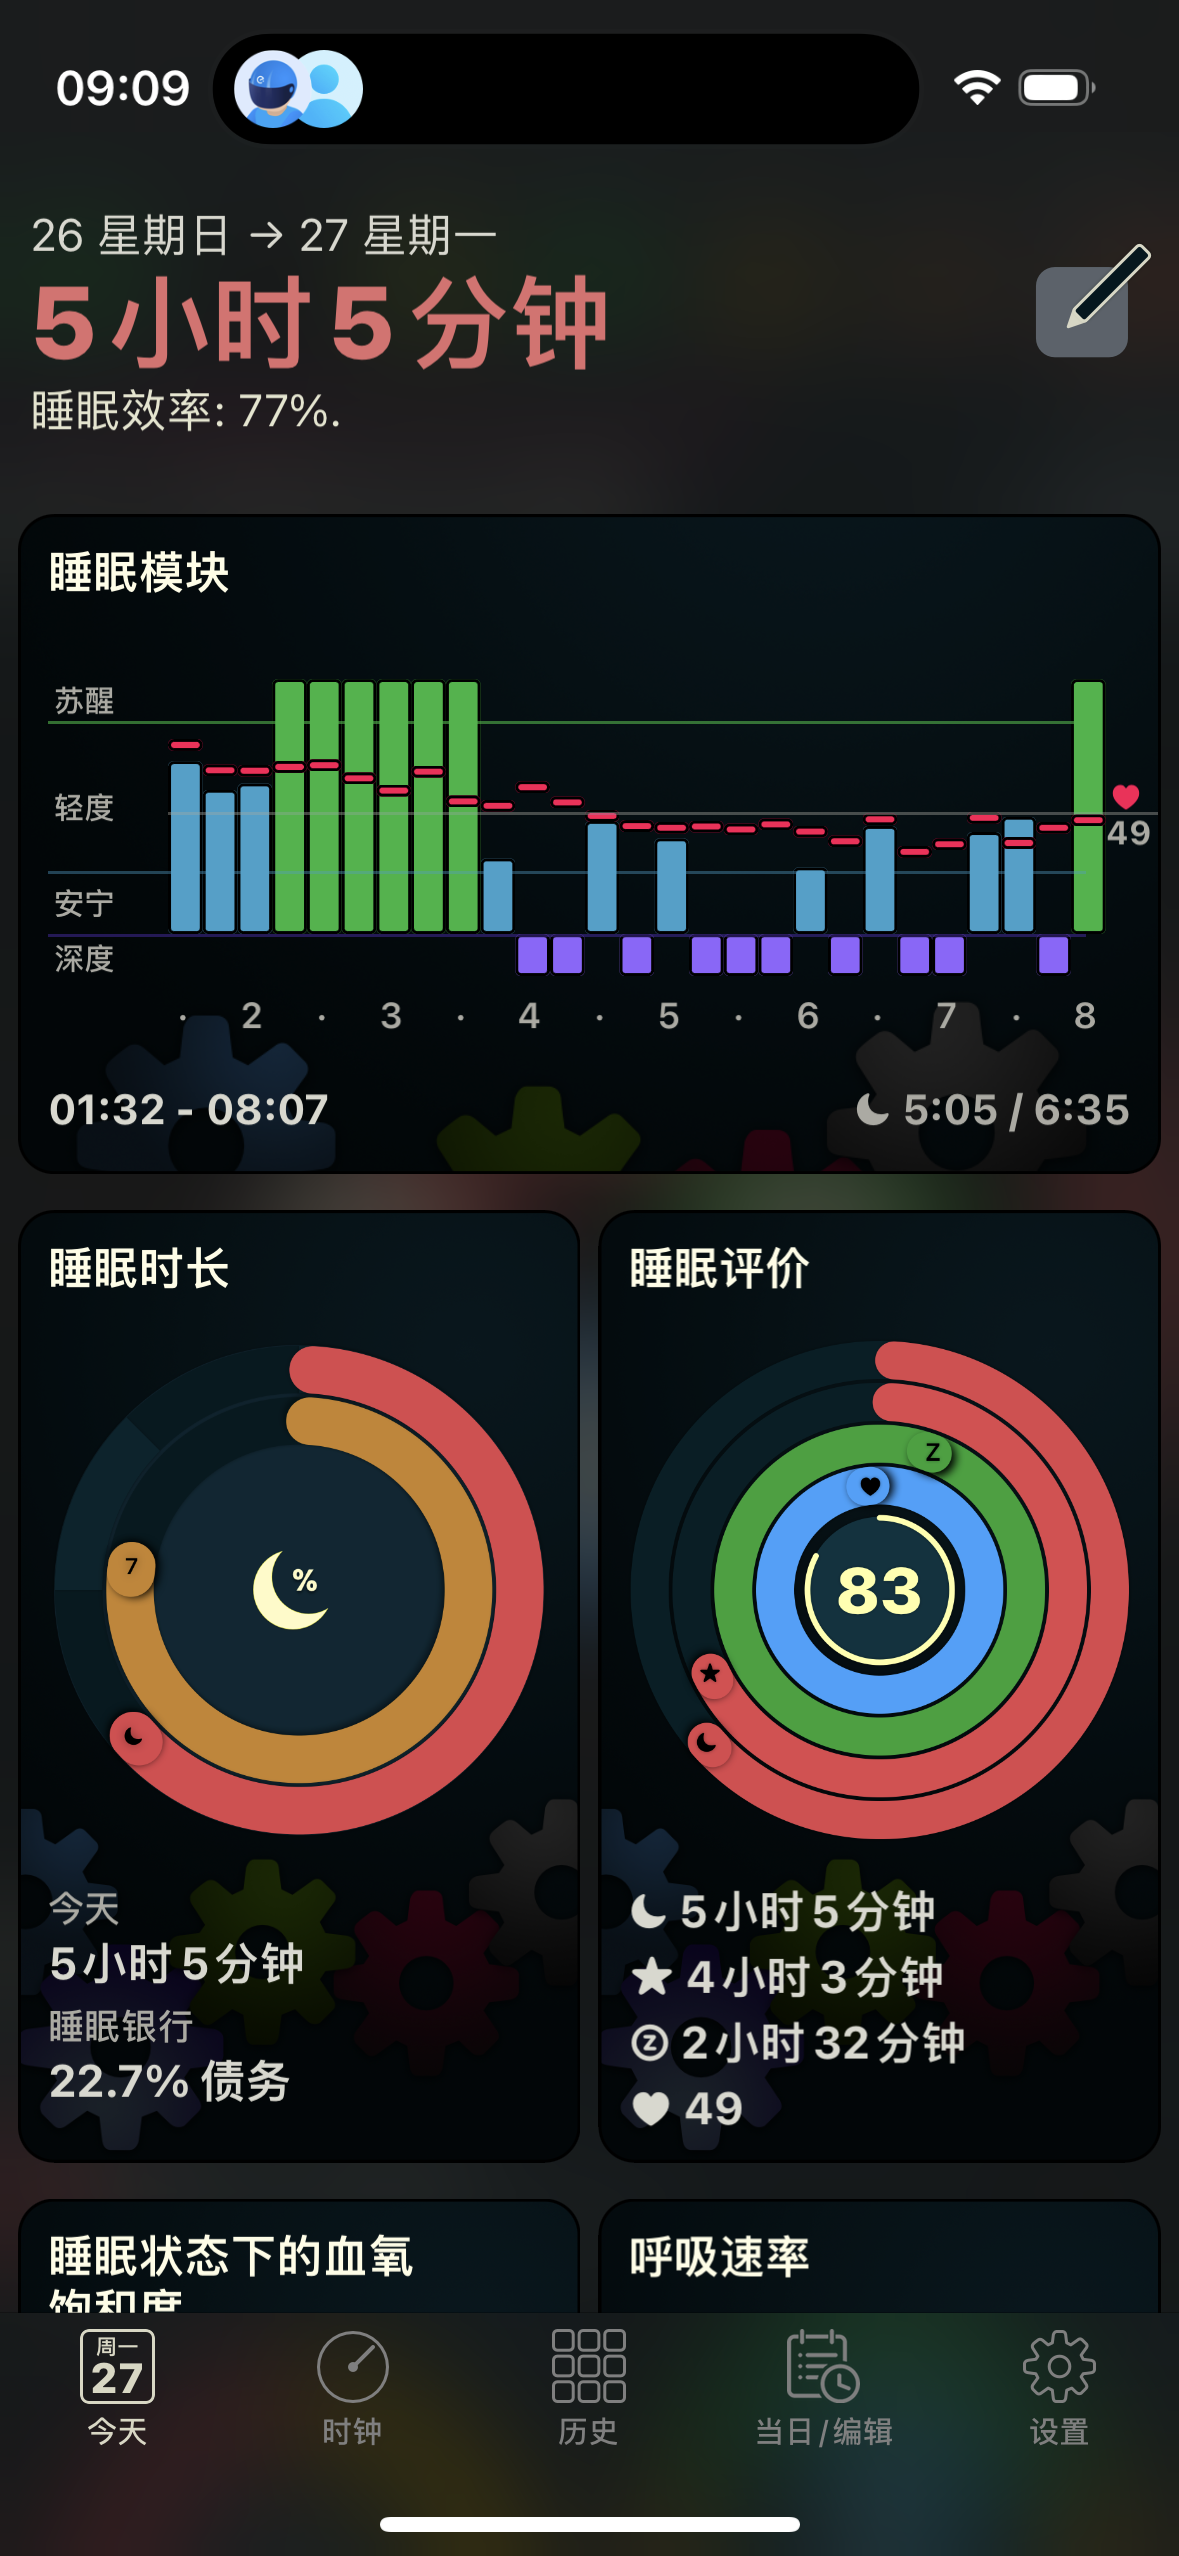 09:09
26 星期日 → 27 星期一
5小时5分钟
睡眠效率: 77%.
睡眠模块
苏醒
轻度
49
安宁
深度
· 2 · 3 · 4 · 5 · 6 · 7 · 8
01:32 - 08:07
5:05 / 6:35
睡眠时长
7
%
今天
5小时5分钟
睡眠银行
22.7% 债务
睡眠评价
Z
83
5小时5分钟
4小时3分钟
Z 2小时32分钟
49
睡眠状态下的血氧
饱和度
呼吸速率
周一
27
今天
时钟
历史
当日/编辑
设置